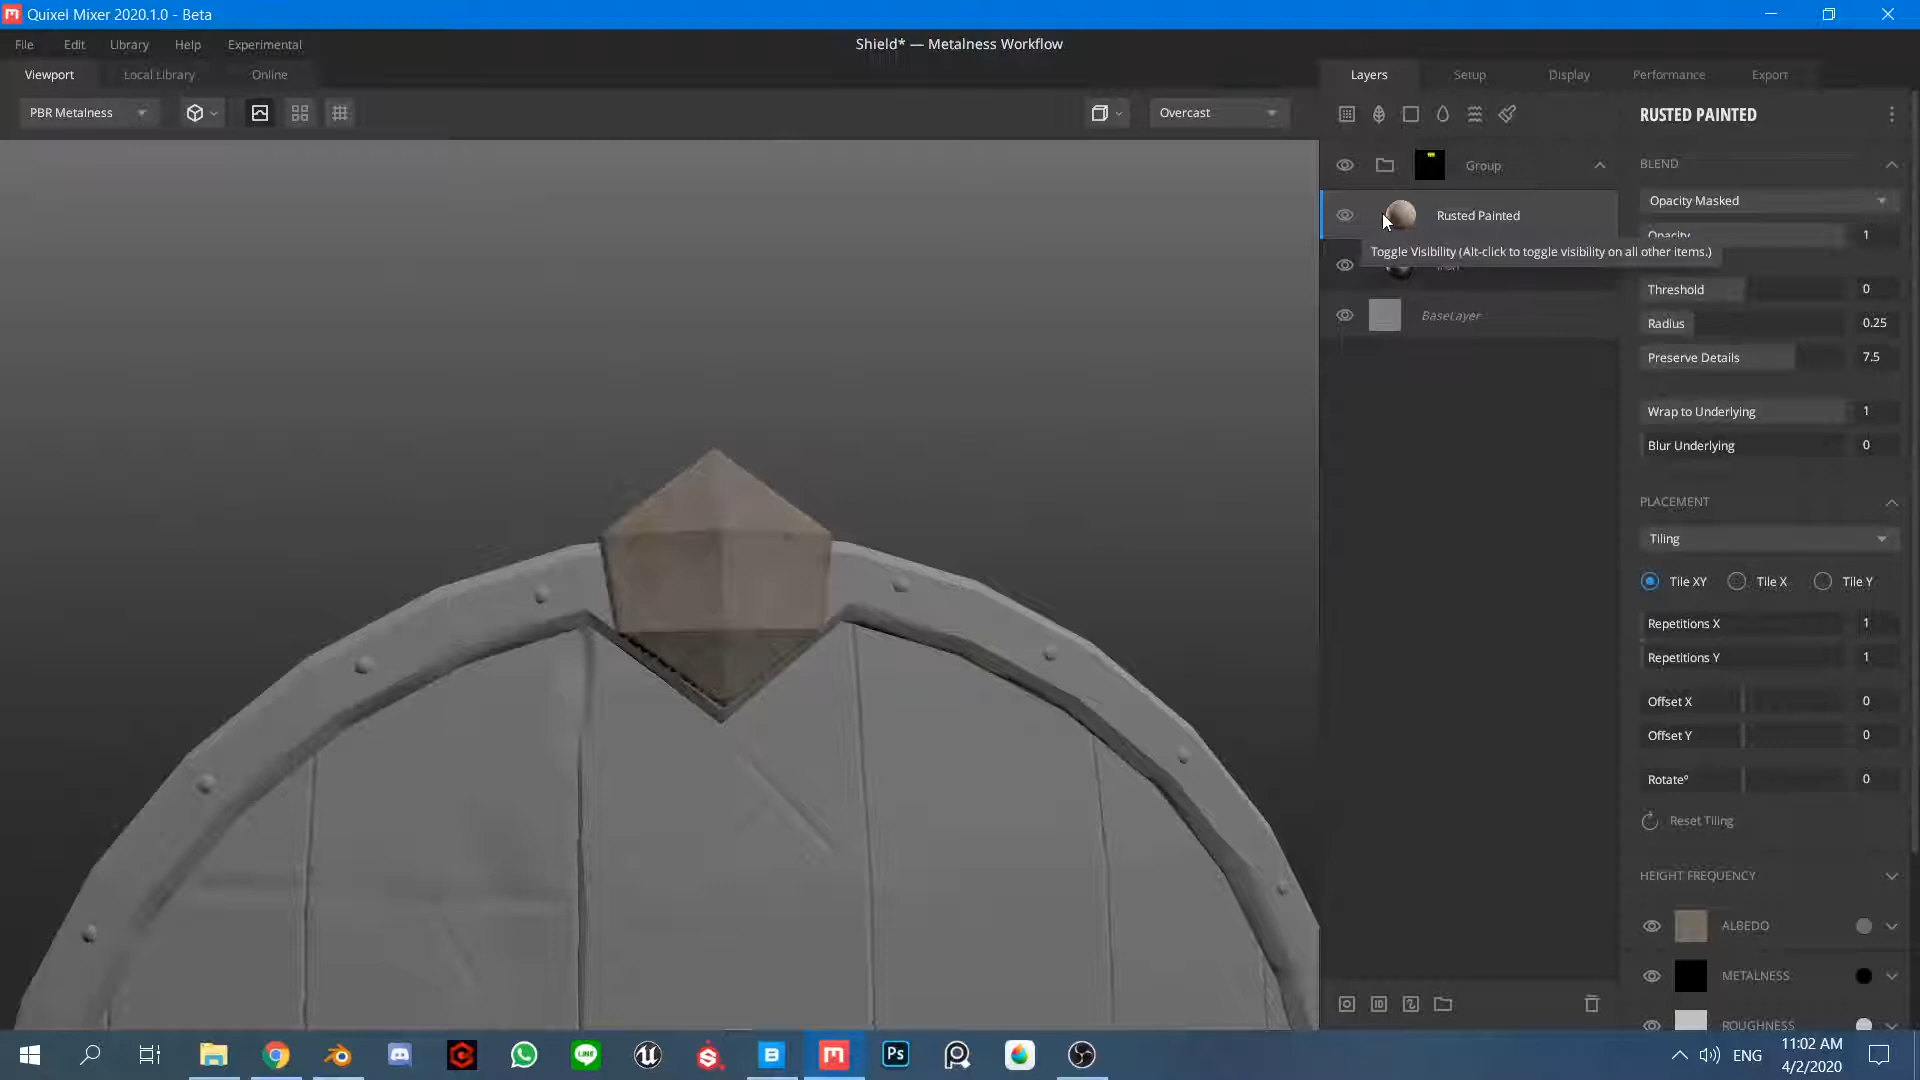 Quixel Mixer 2020.1.0 - Beta
File Edit Library Help Experimental
Shield* — Metalness Workflow
Viewport Local Library Online
Layers Setup Display Performance Export
PBR Metalness
Overcast
RUSTED PAINTED
Group
BLEND
Opacity Masked
Rusted Painted
Opacity 1
Toggle Visibility (Alt-click to toggle visibility on all other items.)
Threshold 0
BaseLayer
Radius 0.25
Preserve Details 7.5
Wrap to Underlying 1
Blur Underlying 0
PLACEMENT
Tiling
Tile XY Tile X Tile Y
Repetitions X 1
Repetitions Y 1
Offset X 0
Offset Y 0
Rotate° 0
Reset Tiling
HEIGHT FREQUENCY
ALBEDO
METALNESS
ROUGHNESS
ID
Ps
ENG
11:02 AM
4/2/2020